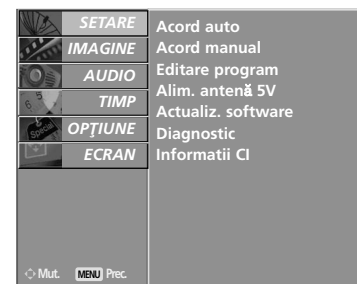 SETARE
IMAGINE
AUDIO
TIMP
OPŢIUNE
ECRAN
Acord auto
Acord manual
Editare program
Alim. antenă 5V
Actualiz. software
Diagnostic
Informatii CI
Mut. MENU Prec.